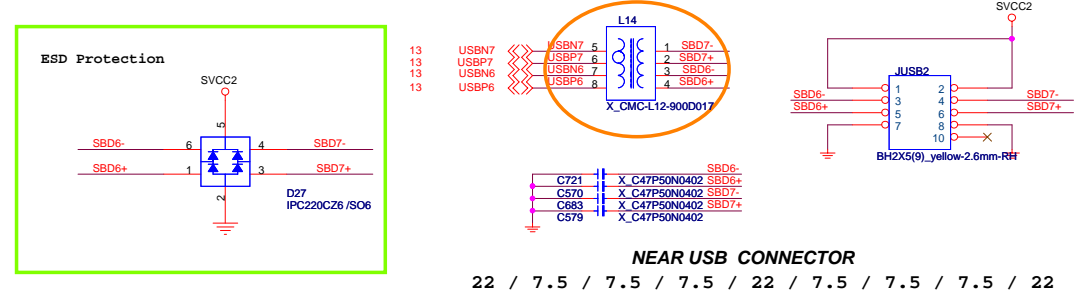 ESD Protection
SVCC2
5
SBD6- 6 4 SBD7-
SBD6+ 1 3 SBD7+
2
D27
IPC220CZ6 /SO6
L14
13 USBN7 USBN7 5 1 SBD7-
13 USBP7 USBP7 6 2 SBD7+
13 USBN6 USBN6 7 3 SBD6-
13 USBP6 USBP6 8 4 SBD6+
X_CMC-L12-900D017
SBD6-
C721 X_C47P50N0402 SBD6+
C570 X_C47P50N0402 SBD7-
C683 X_C47P50N0402 SBD7+
C579 X_C47P50N0402
SVCC2
JUSB2
1 2
SBD6- 3 4 SBD7-
SBD6+ 5 6 SBD7+
7 8
10
BH2X5(9)_yellow-2.6mm-RH
NEAR USB CONNECTOR
22 / 7.5 / 7.5 / 7.5 / 22 / 7.5 / 7.5 / 7.5 / 22